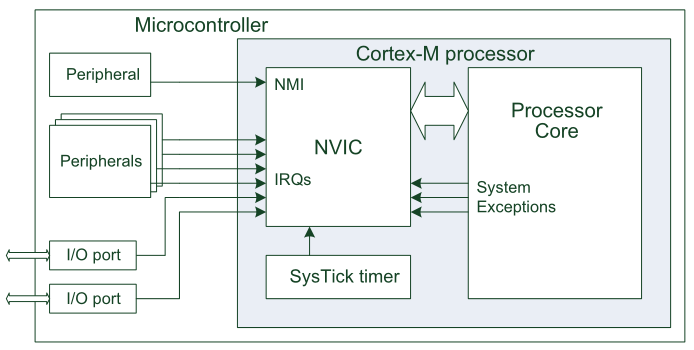 Microcontroller
Cortex-M processor
Peripheral
NMI
Processor
Core
NVIC
Peripherals
IRQs
System
Exceptions
I/O port
SysTick timer
I/O port